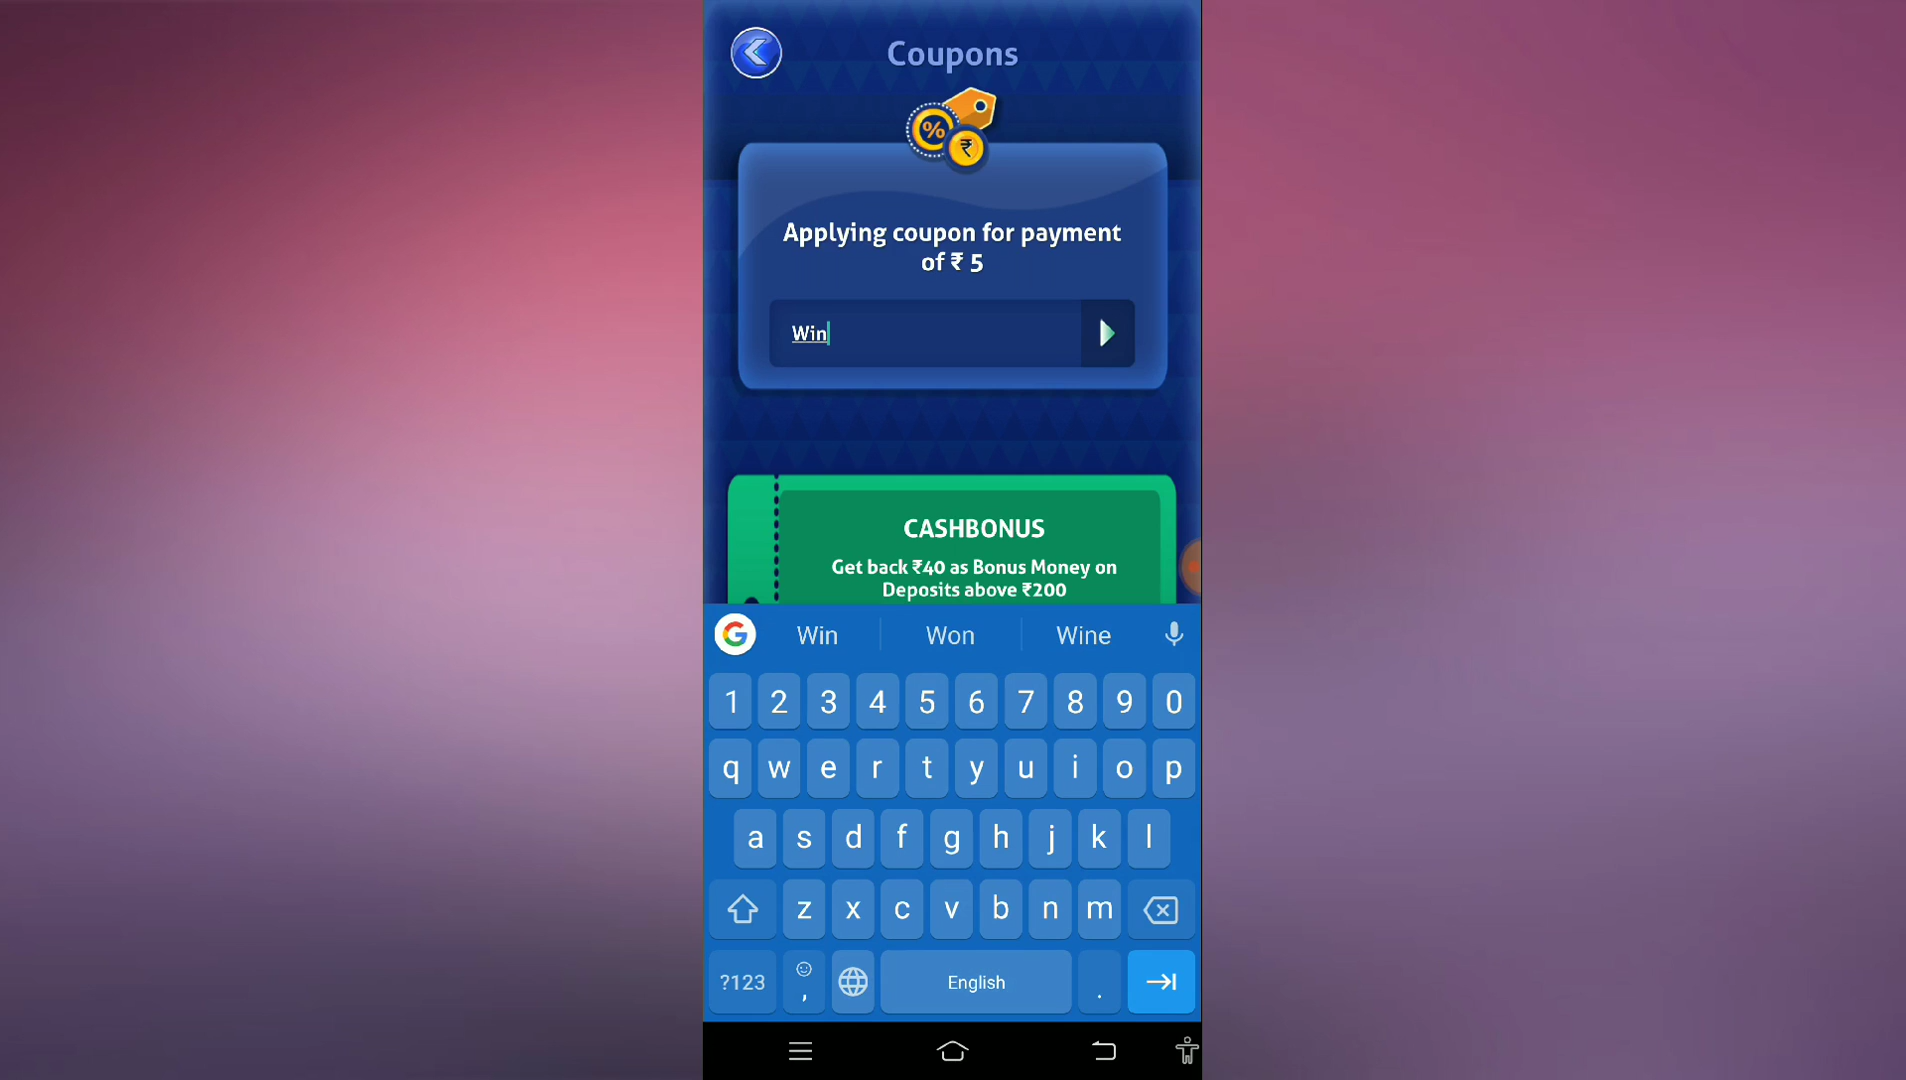 Coupons
%
₹
Applying coupon for payment
of ₹ 5
Win
CASHBONUS
Get back ₹40 as Bonus Money on
Deposits above ₹200
G Win Won Wine
1 2 3 4 5 6 7 8 9 0
q w e r t y u i o p
a s d f g h j k l
z x c v b n m
?123 , English .